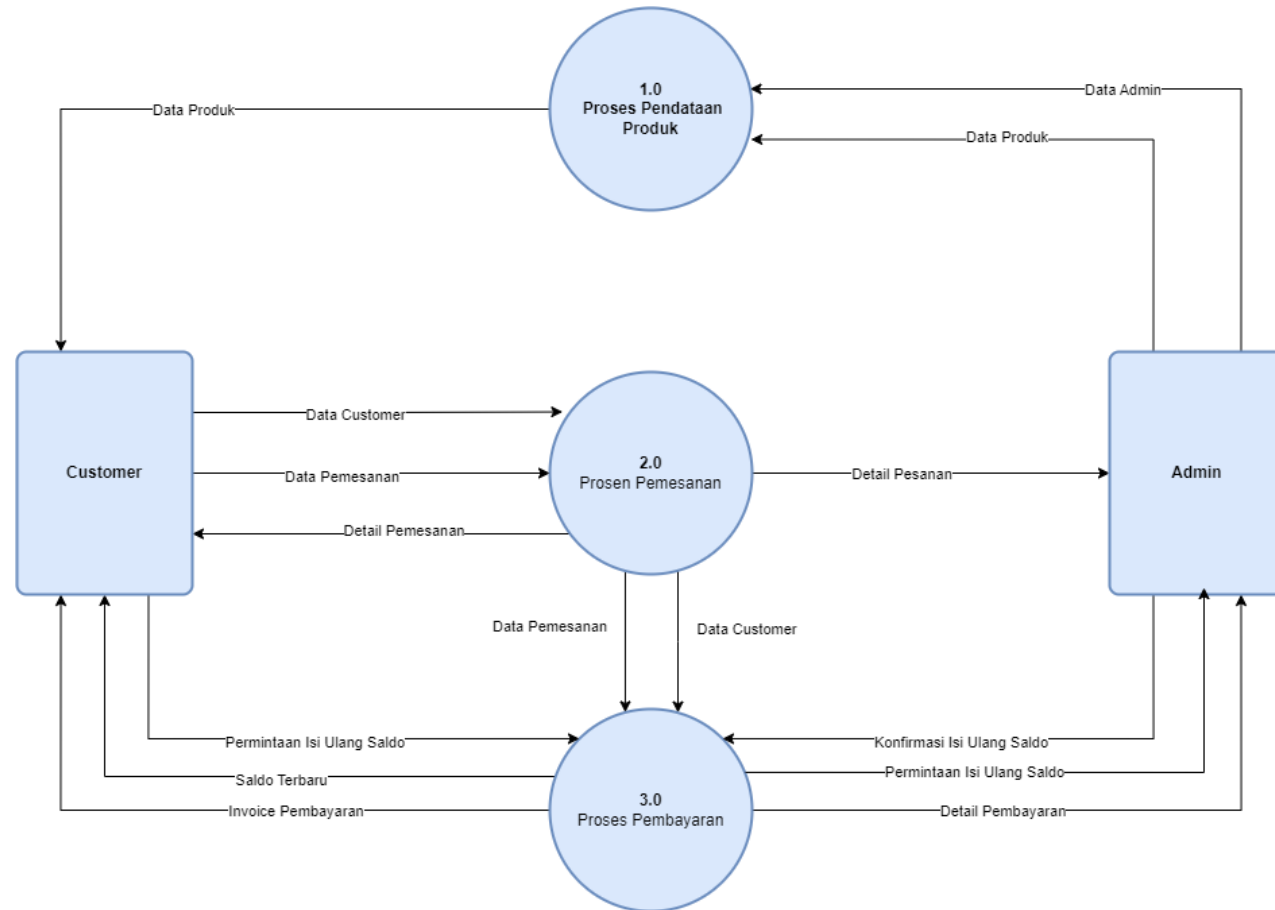 1.0
Proses Pendataan
Produk
Data Admin
Data Produk
Data Produk
Data Customer
Customer
Data Pemesanan
2.0
Prosen Pemesanan
Detail Pesanan
Admin
Detail Pemesanan
Data Pemesanan
Data Customer
Permintaan Isi Ulang Saldo
Konfirmasi Isi Ulang Saldo
Saldo Terbaru
Permintaan Isi Ulang Saldo
Invoice Pembayaran
3.0
Proses Pembayaran
Detail Pembayaran